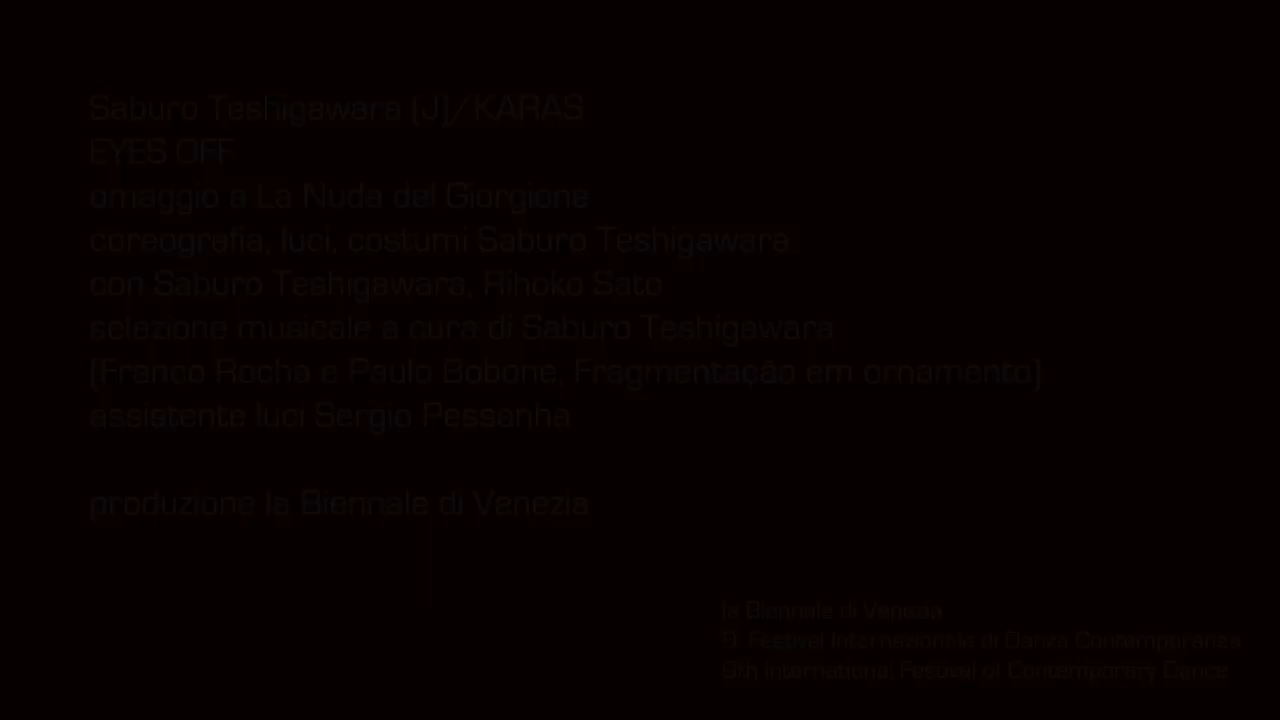 Saburo Teshigawara (J)/KARAS
EYES OFF
omaggio a La Nuda del Giorgione
coreografia, luci, costumi Saburo Teshigawara
con Saburo Teshigawara, Rihoko Sato
selezione musicale a cura di Saburo Teshigawara
(Franco Rocha e Paulo Bobone, Fragmentação em ornamento)
assistente luci Sergio Pessanha
produzione la Biennale di Venezia
la Biennale di Venezia
9. Festival Internazionale di Danza Contemporanea
9th International Festival of Contemporary Dance